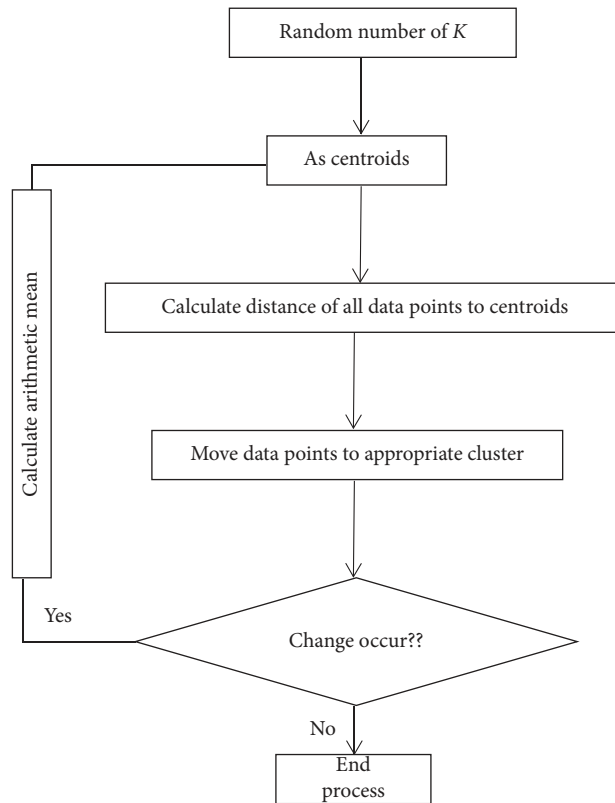 Random number of K
As centroids
Calculate distance of all data points to centroids
Calculate arithmetic mean
Move data points to appropriate cluster
Yes
Change occur??
No
End
process